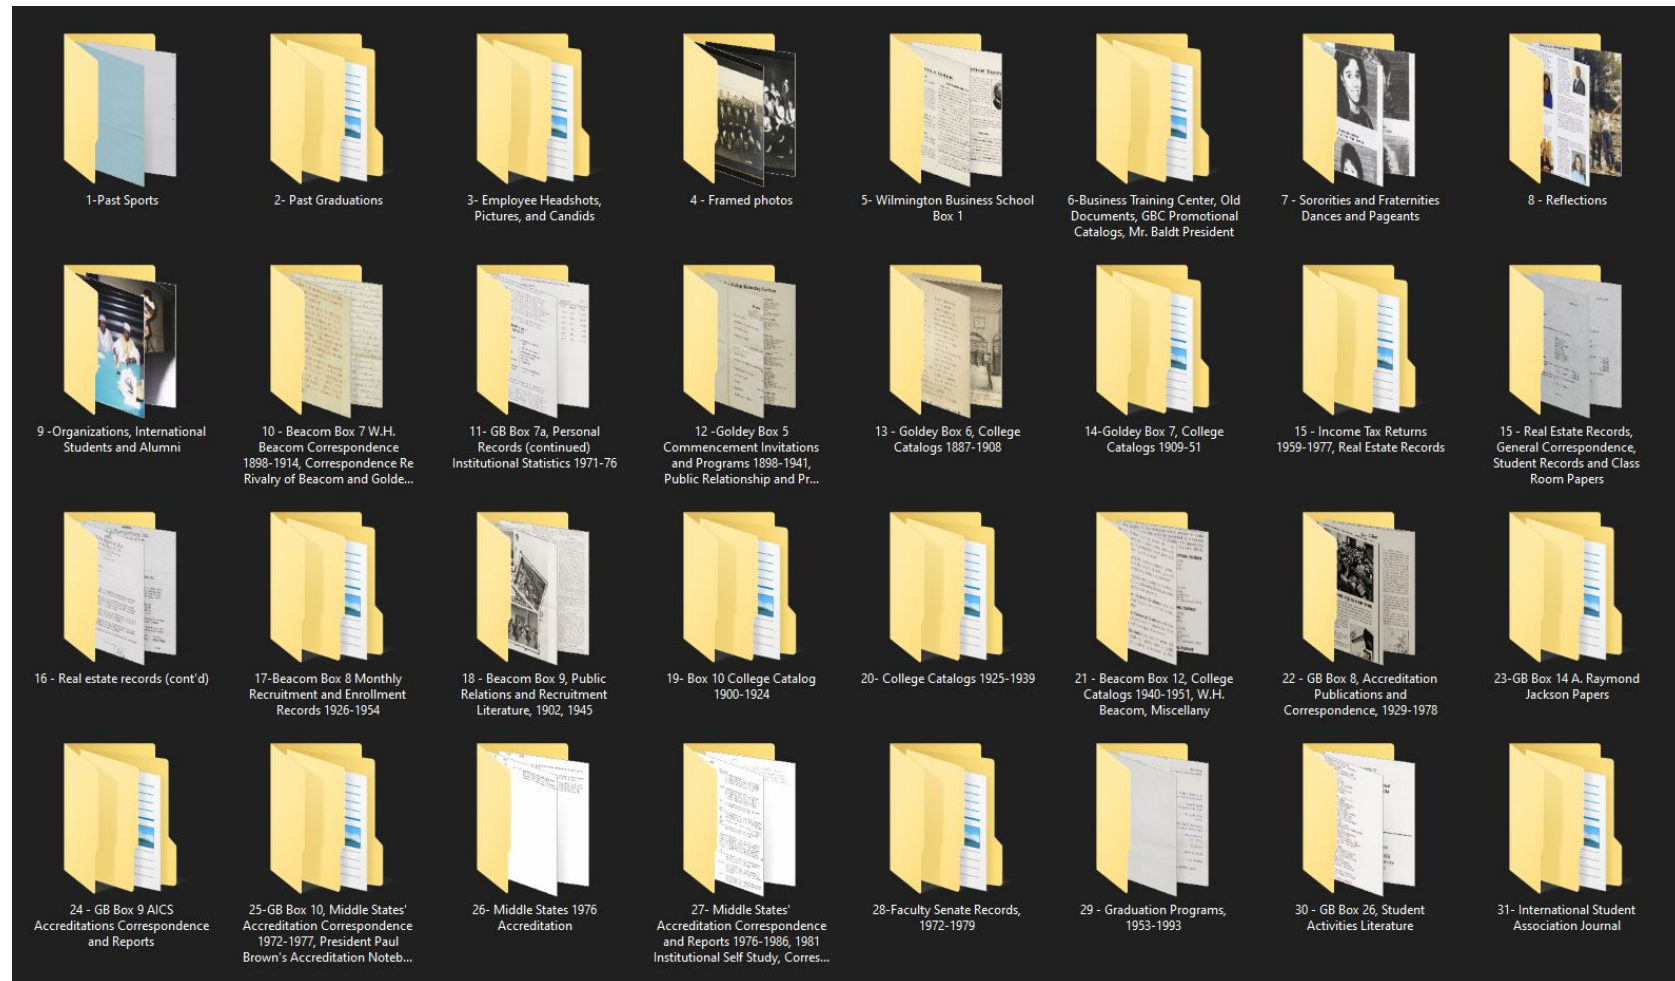 1-Past Sports
2- Past Graduations
3- Employee Headshots,
Pictures, and Candids
4 - Framed photos
5- Wilmington Business School
Box 1
6-Business Training Center, Old
Documents, GBC Promotional
Catalogs, Mr. Baldt President
7 - Sororities and Fraternities
Dances and Pageants
8 - Reflections
9 -Organizations, International
Students and Alumni
10 - Beacom Box 7 W.H.
Beacom Correspondence
1898-1914, Correspondence Re
Rivalry of Beacom and Golde...
11- GB Box 7a, Personal
Records (continued)
Institutional Statistics 1971-76
12 -Goldey Box 5
Commencement Invitations
and Programs 1898-1941,
Public Relationship and Pr...
13 - Goldey Box 6, College
Catalogs 1887-1908
14-Goldey Box 7, College
Catalogs 1909-51
15 - Income Tax Returns
1959-1977, Real Estate Records
15 - Real Estate Records,
General Correspondence,
Student Records and Class
Room Papers
16 - Real estate records (cont'd)
17-Beacom Box 8 Monthly
Recruitment and Enrollment
Records 1926-1954
18 - Beacom Box 9, Public
Relations and Recruitment
Literature, 1902, 1945
19- Box 10 College Catalog
1900-1924
20- College Catalogs 1925-1939
21 - Beacom Box 12, College
Catalogs 1940-1951, W.H.
Beacom, Miscellany
22 - GB Box 8, Accreditation
Publications and
Correspondence, 1929-1978
23-GB Box 14 A. Raymond
Jackson Papers
24 - GB Box 9 AICS
Accreditations Correspondence
and Reports
25-GB Box 10, Middle States'
Accreditation Correspondence
1972-1977, President Paul
Brown's Accreditation Noteb...
26- Middle States 1976
Accreditation
27- Middle States'
Accreditation Correspondence
and Reports 1976-1986, 1981
Institutional Self Study, Corres...
28-Faculty Senate Records,
1972-1979
29 - Graduation Programs,
1953-1993
30 - GB Box 26, Student
Activities Literature
31- International Student
Association Journal